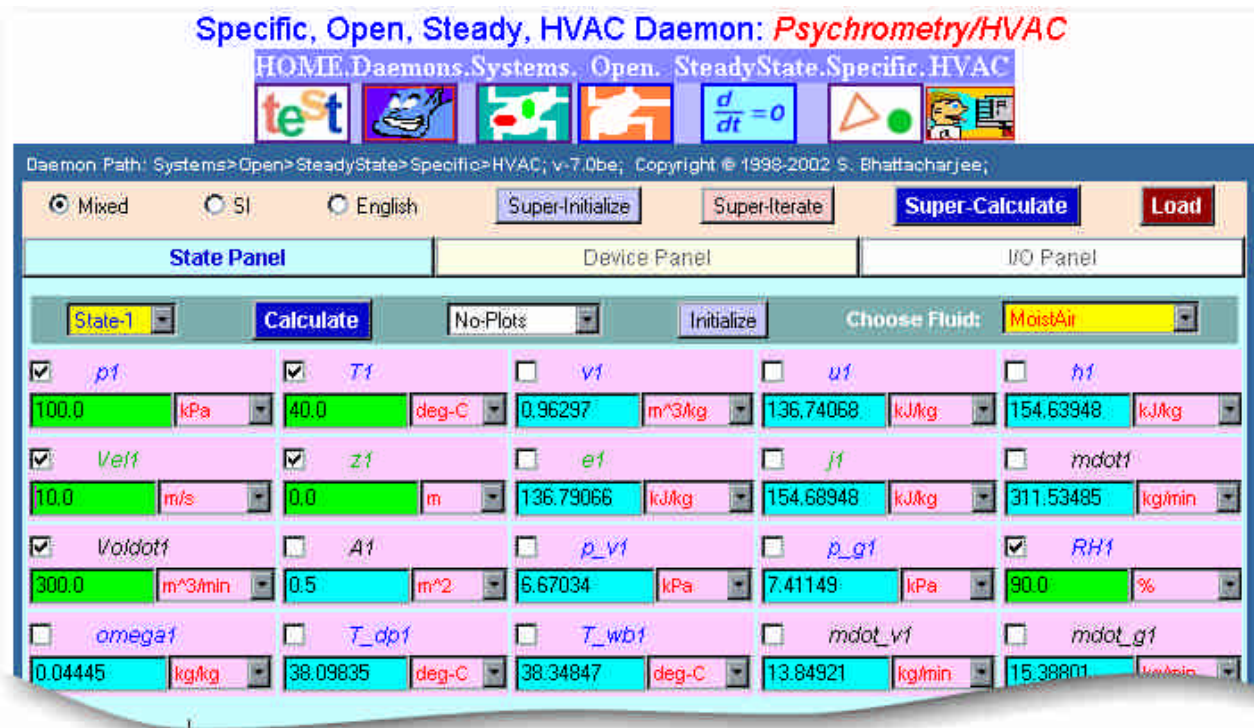 Specific, Open, Steady, HVAC Daemon: Psychrometry/HVAC
HOME.Daemons.Systems. Open. SteadyState.Specific.HVAC
test d/dt =0
Daemon Path: Systems>Open>SteadyState>Specific>HVAC; v-7.0be; Copyright © 1998-2002 S. Bhattacharjee;
Mixed SI English Super-Initialize Super-Iterate Super-Calculate Load
State Panel Device Panel I/O Panel
State-1 Calculate No-Plots Initialize Choose Fluid: MoistAir
p1 T1 v1 u1 h1
100.0 kPa 40.0 deg-C 0.96297 m^3/kg 136.74068 kJ/kg 154.63948 kJ/kg
Vel1 z1 e1 j1 mdot1
10.0 m/s 0.0 m 136.79066 kJ/kg 154.68948 kJ/kg 311.53485 kg/min
Voldot1 A1 p_v1 p_g1 RH1
300.0 m^3/min 0.5 m^2 6.67034 kPa 7.41149 kPa 90.0 %
omega1 T_dp1 T_wb1 mdot_v1 mdot_g1
0.04445 kg/kg 38.09835 deg-C 38.34847 deg-C 13.84921 kg/min 15.38801 kg/min